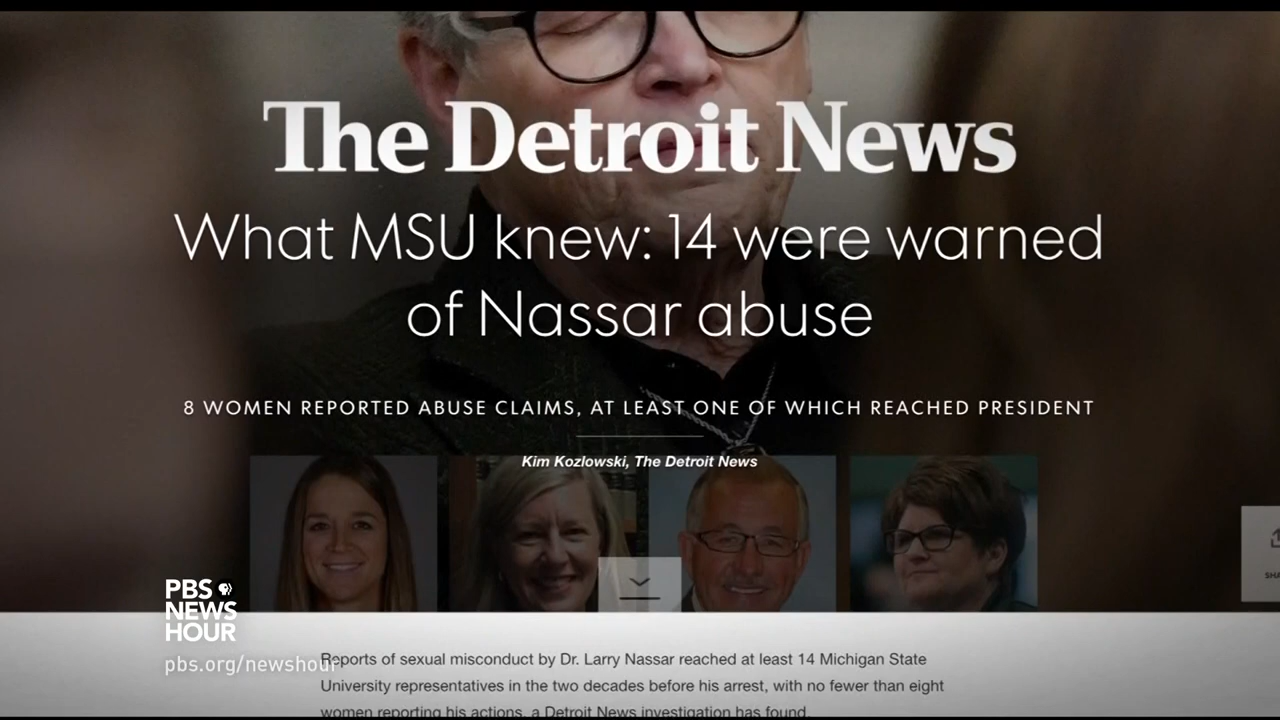 The Detroit News
What MSU knew: 14 were warned
of Nassar abuse
8 WOMEN REPORTED ABUSE CLAIMS, AT LEAST ONE OF WHICH REACHED PRESIDENT
Kim Kozlowski, The Detroit News
PBS
NEWS
HOUR
pbs.org/newshour
Reports of sexual misconduct by Dr. Larry Nassar reached at least 14 Michigan State
University representatives in the two decades before his arrest, with no fewer than eight
women reporting his actions, a Detroit News investigation has found.